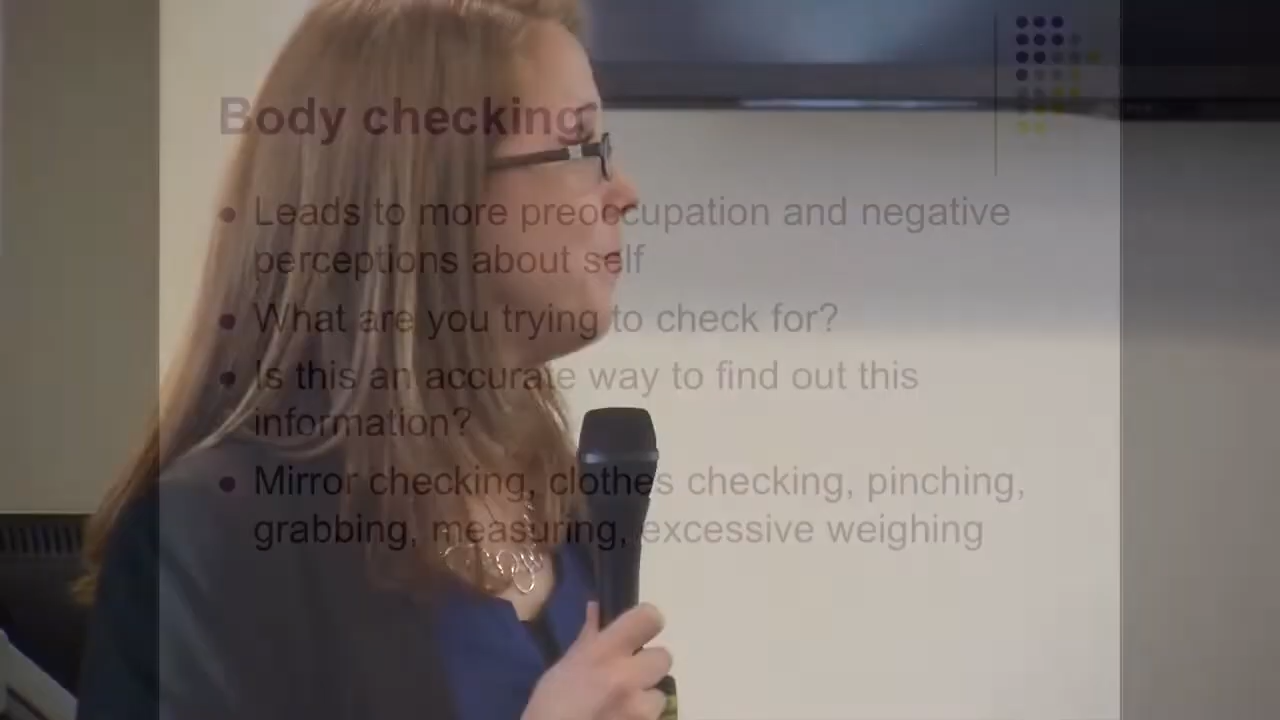 Body checking
Leads to more preoccupation and negative
perceptions about self
What are you trying to check for?
Is this an accurate way to find out this
information?
Mirror checking, clothes checking, pinching,
grabbing, measuring, excessive weighing